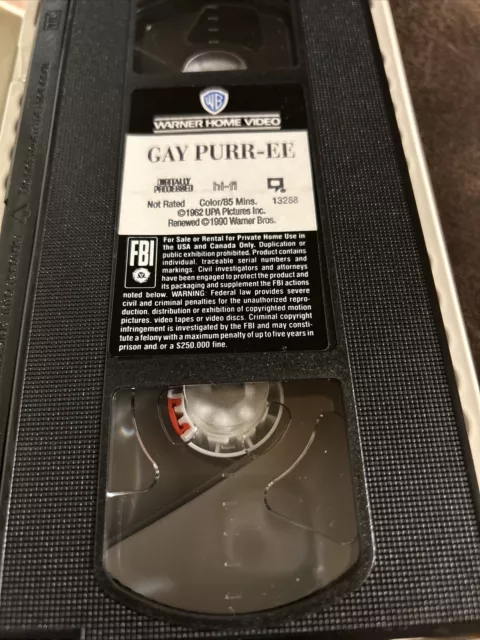 WB
WARNER HOME VIDEO
GAY PURR-EE
DIGITALLY PROCESSED hi-fi
Not Rated Color/85 Mins. 13288
©1962 UPA Pictures Inc.
Renewed ©1990 Warner Bros.
FBI
For Sale or Rental for Private Home Use in
the USA and Canada Only. Duplication or
public exhibition prohibited. Product contains
individual, traceable serial numbers and
markings. Civil investigators and attorneys
have been engaged to protect the product and
its packaging and supplement the FBI actions
noted below. WARNING: Federal law provides severe
civil and criminal penalties for the unauthorized repro-
duction, distribution or exhibition of copyrighted motion
pictures, video tapes or video discs. Criminal copyright
infringement is investigated by the FBI and may consti-
tute a felony with a maximum penalty of up to five years in
prison and or a $250.000 fine.